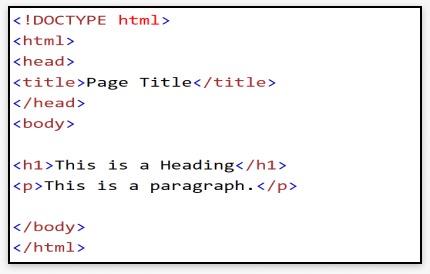 <!DOCTYPE html>
<html>
<head>
<title>Page Title</title>
</head>
<body>
<h1>This is a Heading</h1>
<p>This is a paragraph.</p>
</body>
</html>